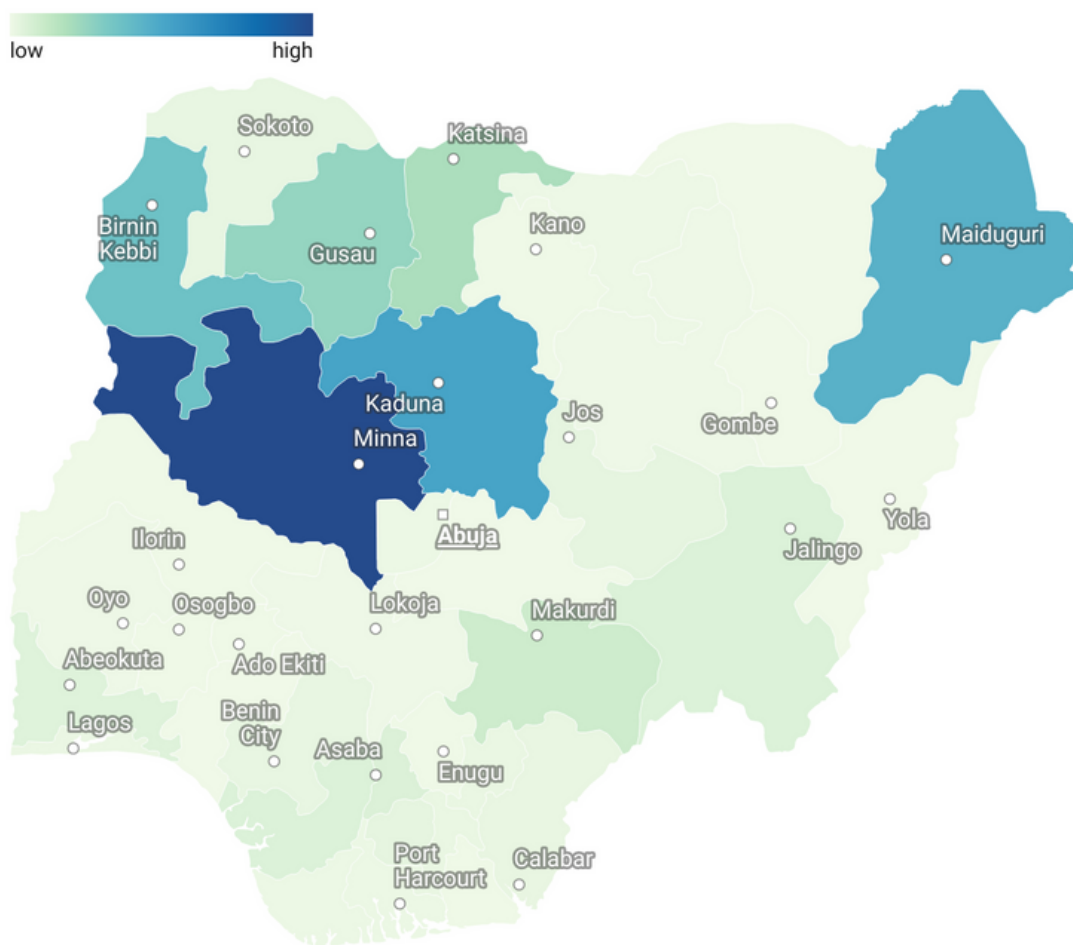 low high
Sokoto
Katsina
Birnin
Kebbi
Gusau
Kano
Maiduguri
Kaduna
Jos
Gombe
Minna
Abuja
Yola
Jalingo
Ilorin
Oyo
Osogbo
Lokoja
Makurdi
Abeokuta
Ado Ekiti
Lagos
Benin
City
Asaba
Enugu
Port
Harcourt
Calabar